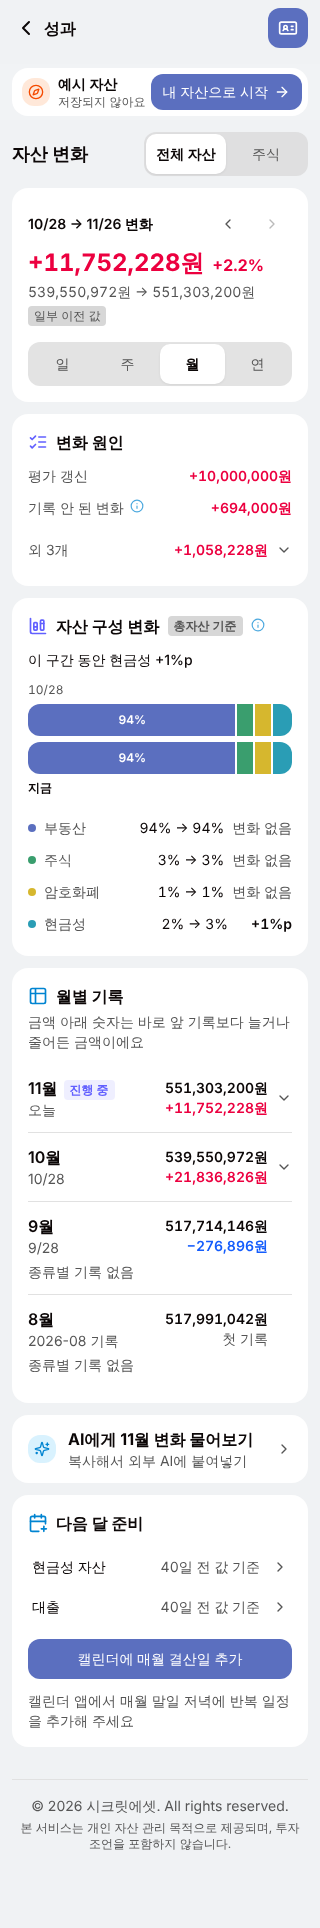 성과
예시 자산
저장되지 않아요
내 자산으로 시작 →
자산 변화
전체 자산
주식
10/28 → 11/26 변화
+11,752,228원 +2.2%
539,550,972원 → 551,303,200원
일부 이전 값
일
주
월
연
변화 원인
평가 갱신 +10,000,000원
기록 안 된 변화 +694,000원
외 3개 +1,058,228원
자산 구성 변화 총자산 기준
이 구간 동안 현금성 +1%p
10/28
94%
94%
지금
부동산 94% → 94% 변화 없음
주식 3% → 3% 변화 없음
암호화폐 1% → 1% 변화 없음
현금성 2% → 3% +1%p
월별 기록
금액 아래 숫자는 바로 앞 기록보다 늘거나
줄어든 금액이에요
11월 진행 중 551,303,200원
오늘 +11,752,228원
10월 539,550,972원
10/28 +21,836,826원
9월 517,714,146원
9/28 −276,896원
종류별 기록 없음
8월 517,991,042원
2026-08 기록 첫 기록
종류별 기록 없음
AI에게 11월 변화 물어보기
복사해서 외부 AI에 붙여넣기
다음 달 준비
현금성 자산 40일 전 값 기준
대출 40일 전 값 기준
캘린더에 매월 결산일 추가
캘린더 앱에서 매월 말일 저녁에 반복 일정
을 추가해 주세요
© 2026 시크릿에셋. All rights reserved.
본 서비스는 개인 자산 관리 목적으로 제공되며, 투자
조언을 포함하지 않습니다.